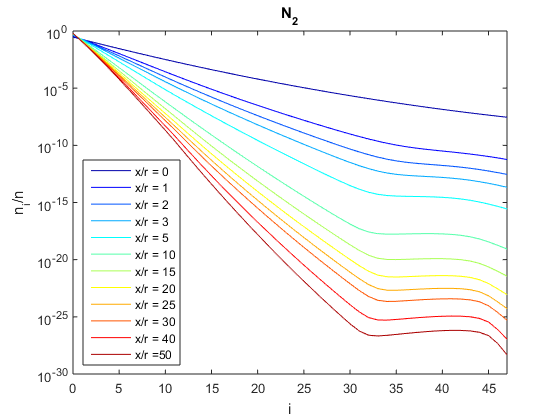 N2
10^0
10^-5
10^-10
10^-15
10^-20
10^-25
10^-30
ni/n
x/r = 0
x/r = 1
x/r = 2
x/r = 3
x/r = 5
x/r = 10
x/r = 15
x/r = 20
x/r = 25
x/r = 30
x/r = 40
x/r =50
0 5 10 15 20 25 30 35 40 45
i